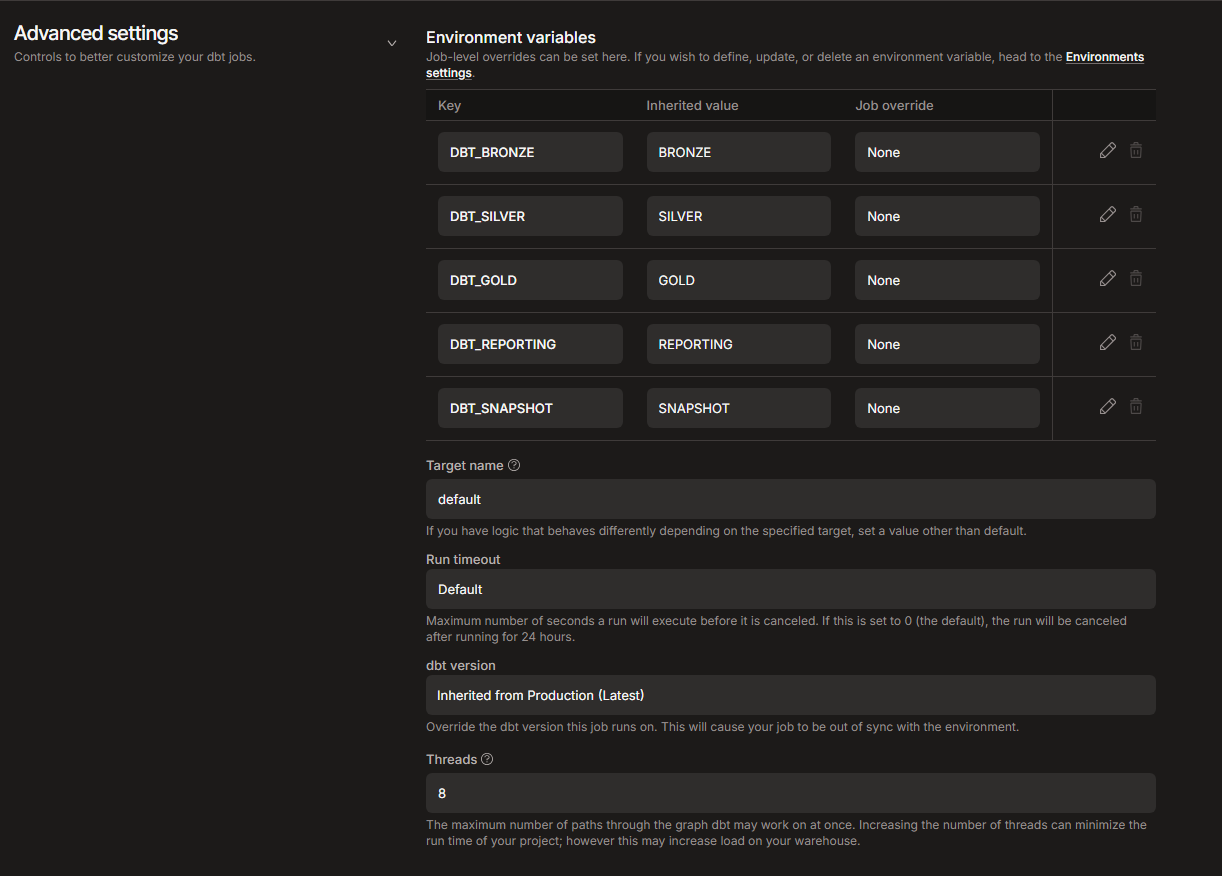 Advanced settings
Controls to better customize your dbt jobs.
Environment variables
Job-level overrides can be set here. If you wish to define, update, or delete an environment variable, head to the Environments
settings.
Key Inherited value Job override
DBT_BRONZE BRONZE None
DBT_SILVER SILVER None
DBT_GOLD GOLD None
DBT_REPORTING REPORTING None
DBT_SNAPSHOT SNAPSHOT None
Target name
default
If you have logic that behaves differently depending on the specified target, set a value other than default.
Run timeout
Default
Maximum number of seconds a run will execute before it is canceled. If this is set to 0 (the default), the run will be canceled
after running for 24 hours.
dbt version
Inherited from Production (Latest)
Override the dbt version this job runs on. This will cause your job to be out of sync with the environment.
Threads
8
The maximum number of paths through the graph dbt may work on at once. Increasing the number of threads can minimize the
run time of your project; however this may increase load on your warehouse.